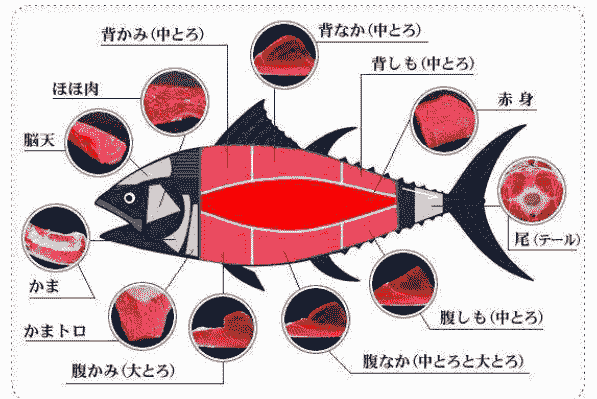 背かみ(中とろ)
背なか(中とろ)
背しも(中とろ)
ほほ肉
赤身
脳天
尾(テール)
かま
かまトロ
腹しも(中とろ)
腹なか(中とろと大とろ)
腹かみ(大とろ)